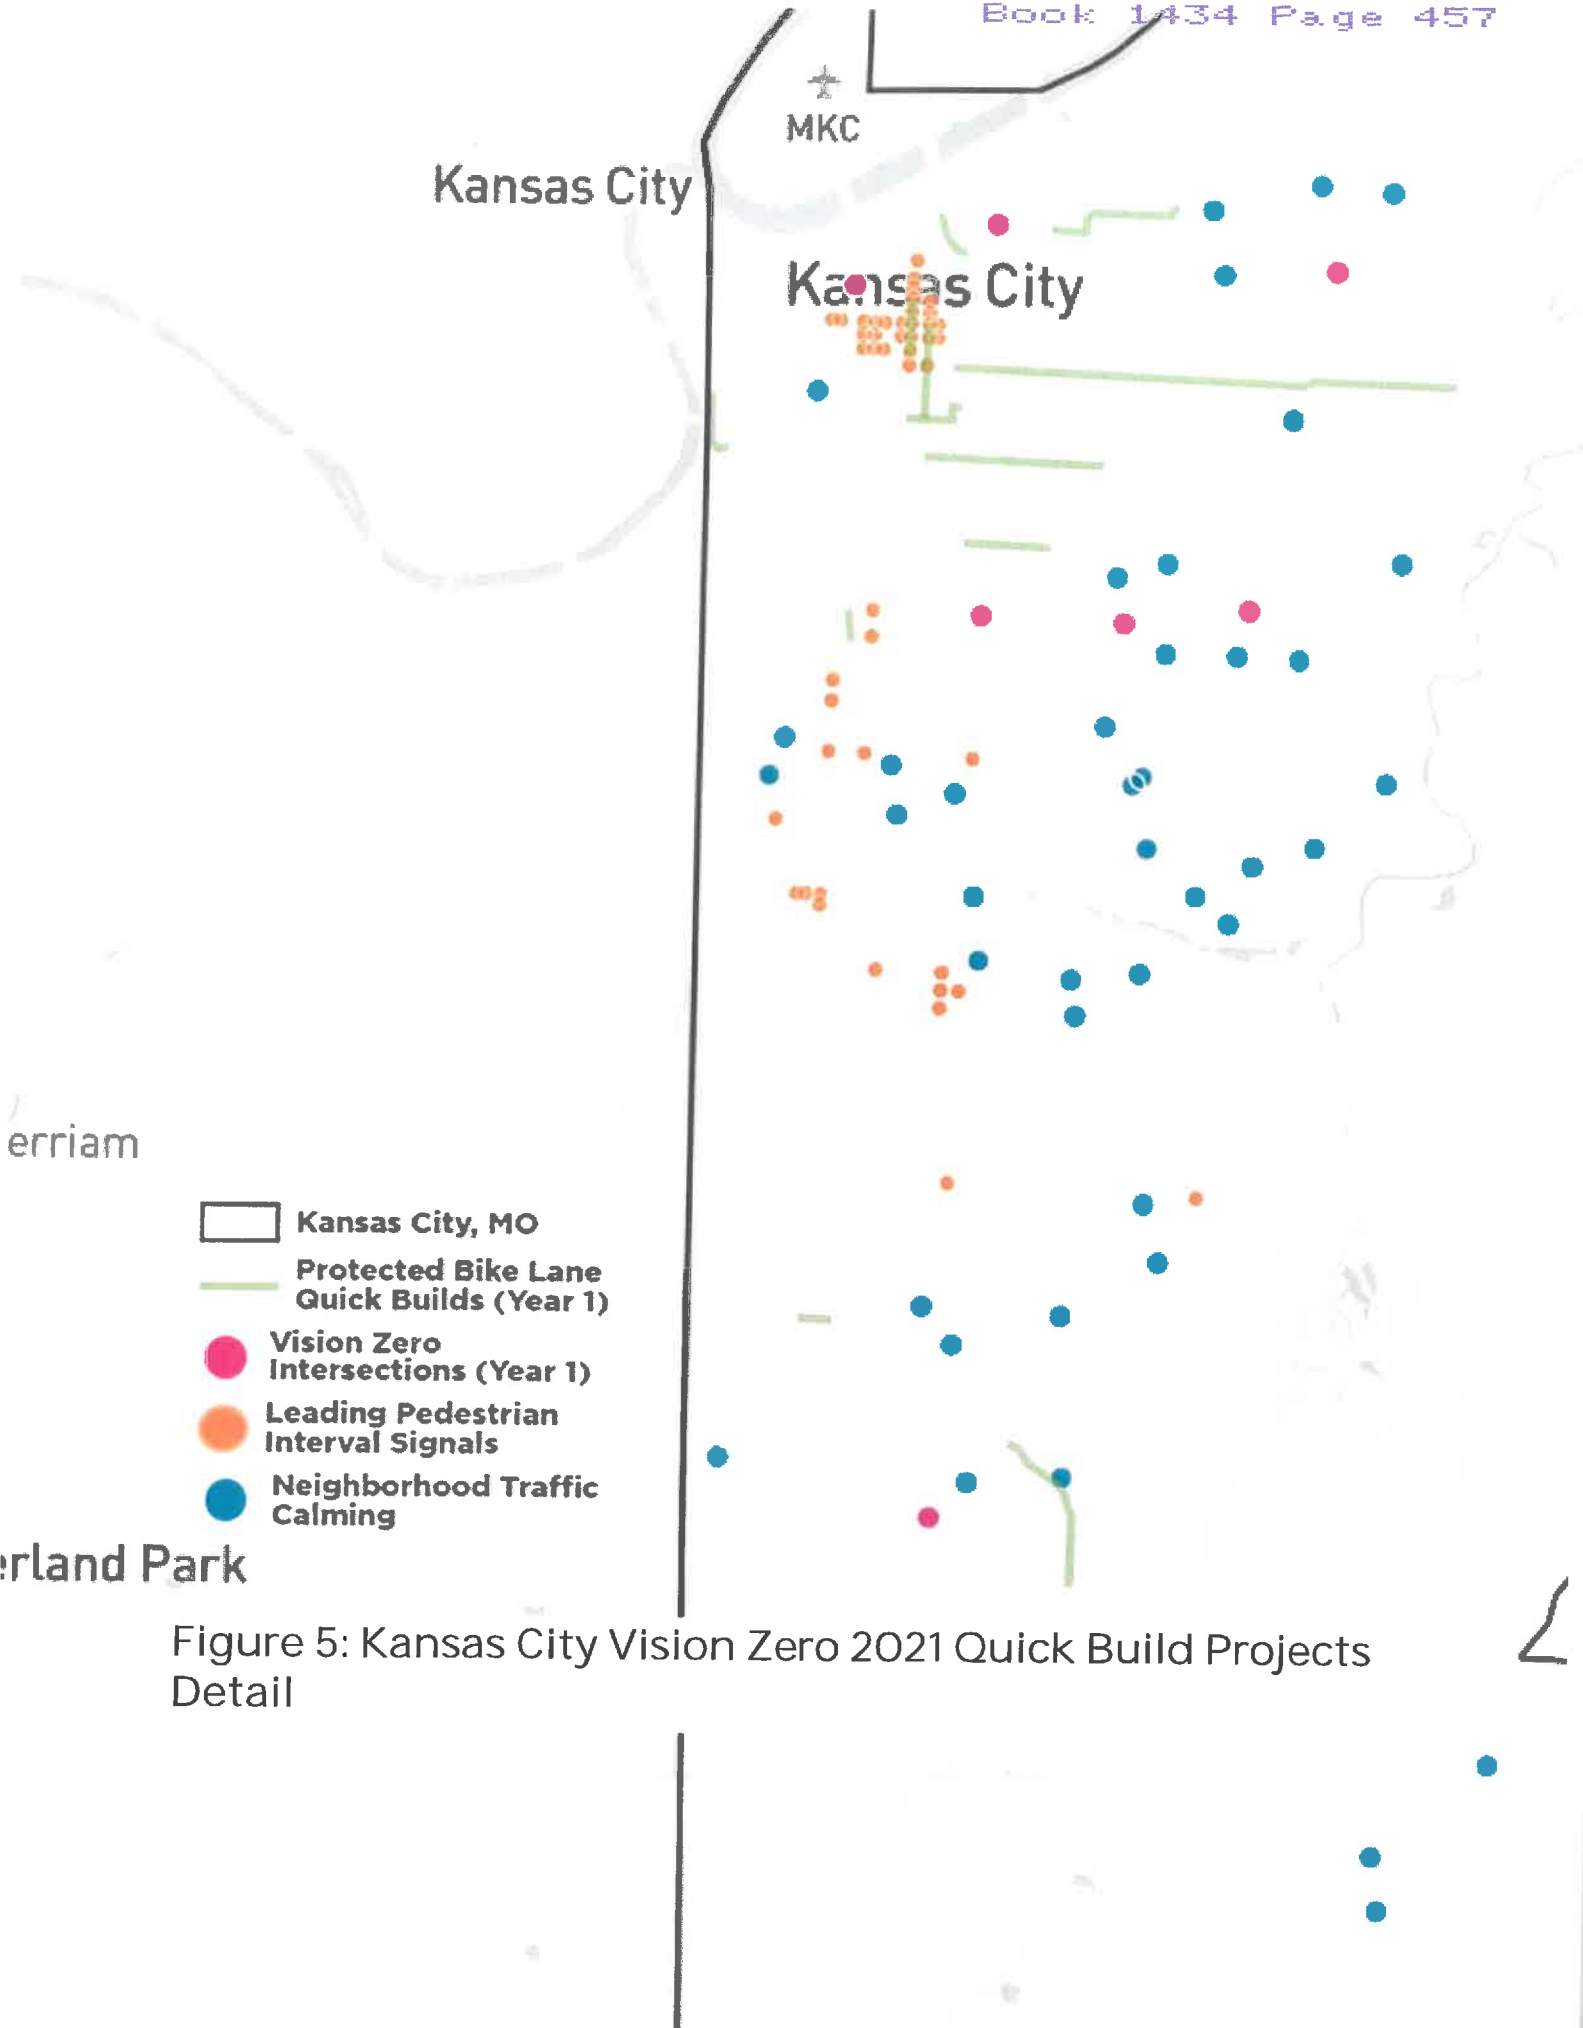 Book 1434 Page 457
MKC
Kansas City
Kansas City
erriam
Kansas City, MO
Protected Bike Lane
Quick Builds (Year 1)
Vision Zero
Intersections (Year 1)
Leading Pedestrian
Interval Signals
Neighborhood Traffic
Calming
erland Park
Figure 5: Kansas City Vision Zero 2021 Quick Build Projects
Detail